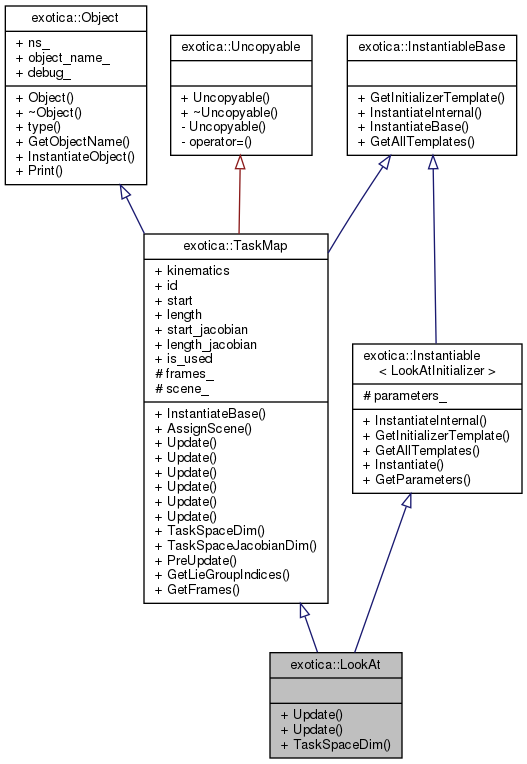 exotica::Object
+ ns_
+ object_name_
+ debug_
+ Object()
+ ~Object()
+ type()
+ GetObjectName()
+ InstantiateObject()
+ Print()
exotica::Uncopyable
+ Uncopyable()
+ ~Uncopyable()
- Uncopyable()
- operator=()
exotica::InstantiableBase
+ GetInitializerTemplate()
+ InstantiateInternal()
+ InstantiateBase()
+ GetAllTemplates()
exotica::TaskMap
+ kinematics
+ id
+ start
+ length
+ start_jacobian
+ length_jacobian
+ is_used
# frames_
# scene_
+ InstantiateBase()
+ AssignScene()
+ Update()
+ Update()
+ Update()
+ Update()
+ Update()
+ Update()
+ TaskSpaceDim()
+ TaskSpaceJacobianDim()
+ PreUpdate()
+ GetLieGroupIndices()
+ GetFrames()
exotica::Instantiable
< LookAtInitializer >
# parameters_
+ InstantiateInternal()
+ GetInitializerTemplate()
+ GetAllTemplates()
+ Instantiate()
+ GetParameters()
exotica::LookAt
+ Update()
+ Update()
+ TaskSpaceDim()